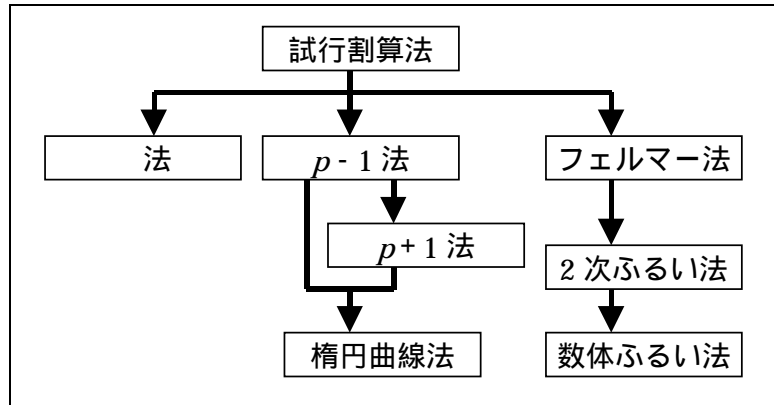 試行割算法
法
p - 1 法
フェルマー法
p + 1 法
2 次ふるい法
楕円曲線法
数体ふるい法